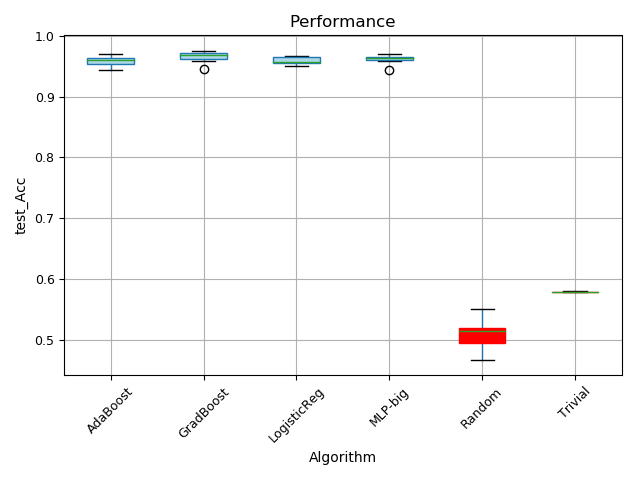 Performance
test_Acc
1.0
0.9
0.8
0.7
0.6
0.5
AdaBoost
GradBoost
LogisticReg
MLP-big
Random
Trivial
Algorithm